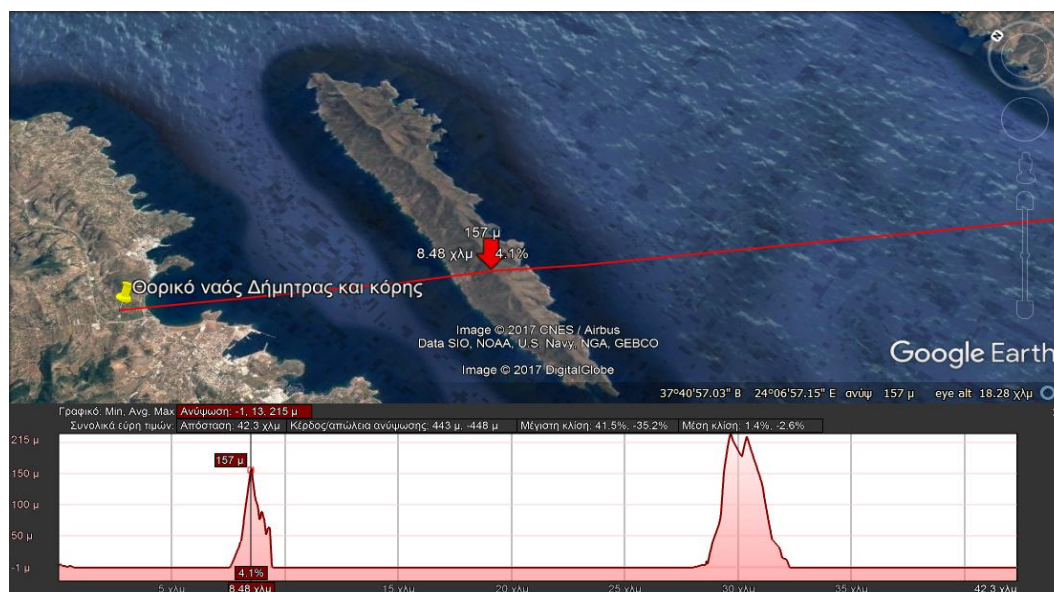 157 μ
8.48 χλμ 4.1%
Θορικό ναός Δήμητρας και κόρης
Image © 2017 CNES / Airbus
Data SIO, NOAA, U.S. Navy, NGA, GEBCO
Image © 2017 DigitalGlobe
Google Earth
37°40'57.03" Β 24°06'57.15" Ε ανύψ 157 μ eye alt 18.28 χλμ
Γραφικό: Min, Avg, Max Ανύψωση: -1, 13, 215 μ
Συνολικά εύρη τιμών: Απόσταση: 42.3 χλμ Κέρδος/απώλεια ανύψωσης: 443 μ, -448 μ Μέγιστη κλίση: 41.5%, -35.2% Μέση κλίση: 1.4%, -2.6%
215 μ
157 μ
150 μ
100 μ
50 μ
-1 μ
4.1%
5 χλμ 8.48 χλμ 15 χλμ 20 χλμ 25 χλμ 30 χλμ 35 χλμ 42.3 χλμ